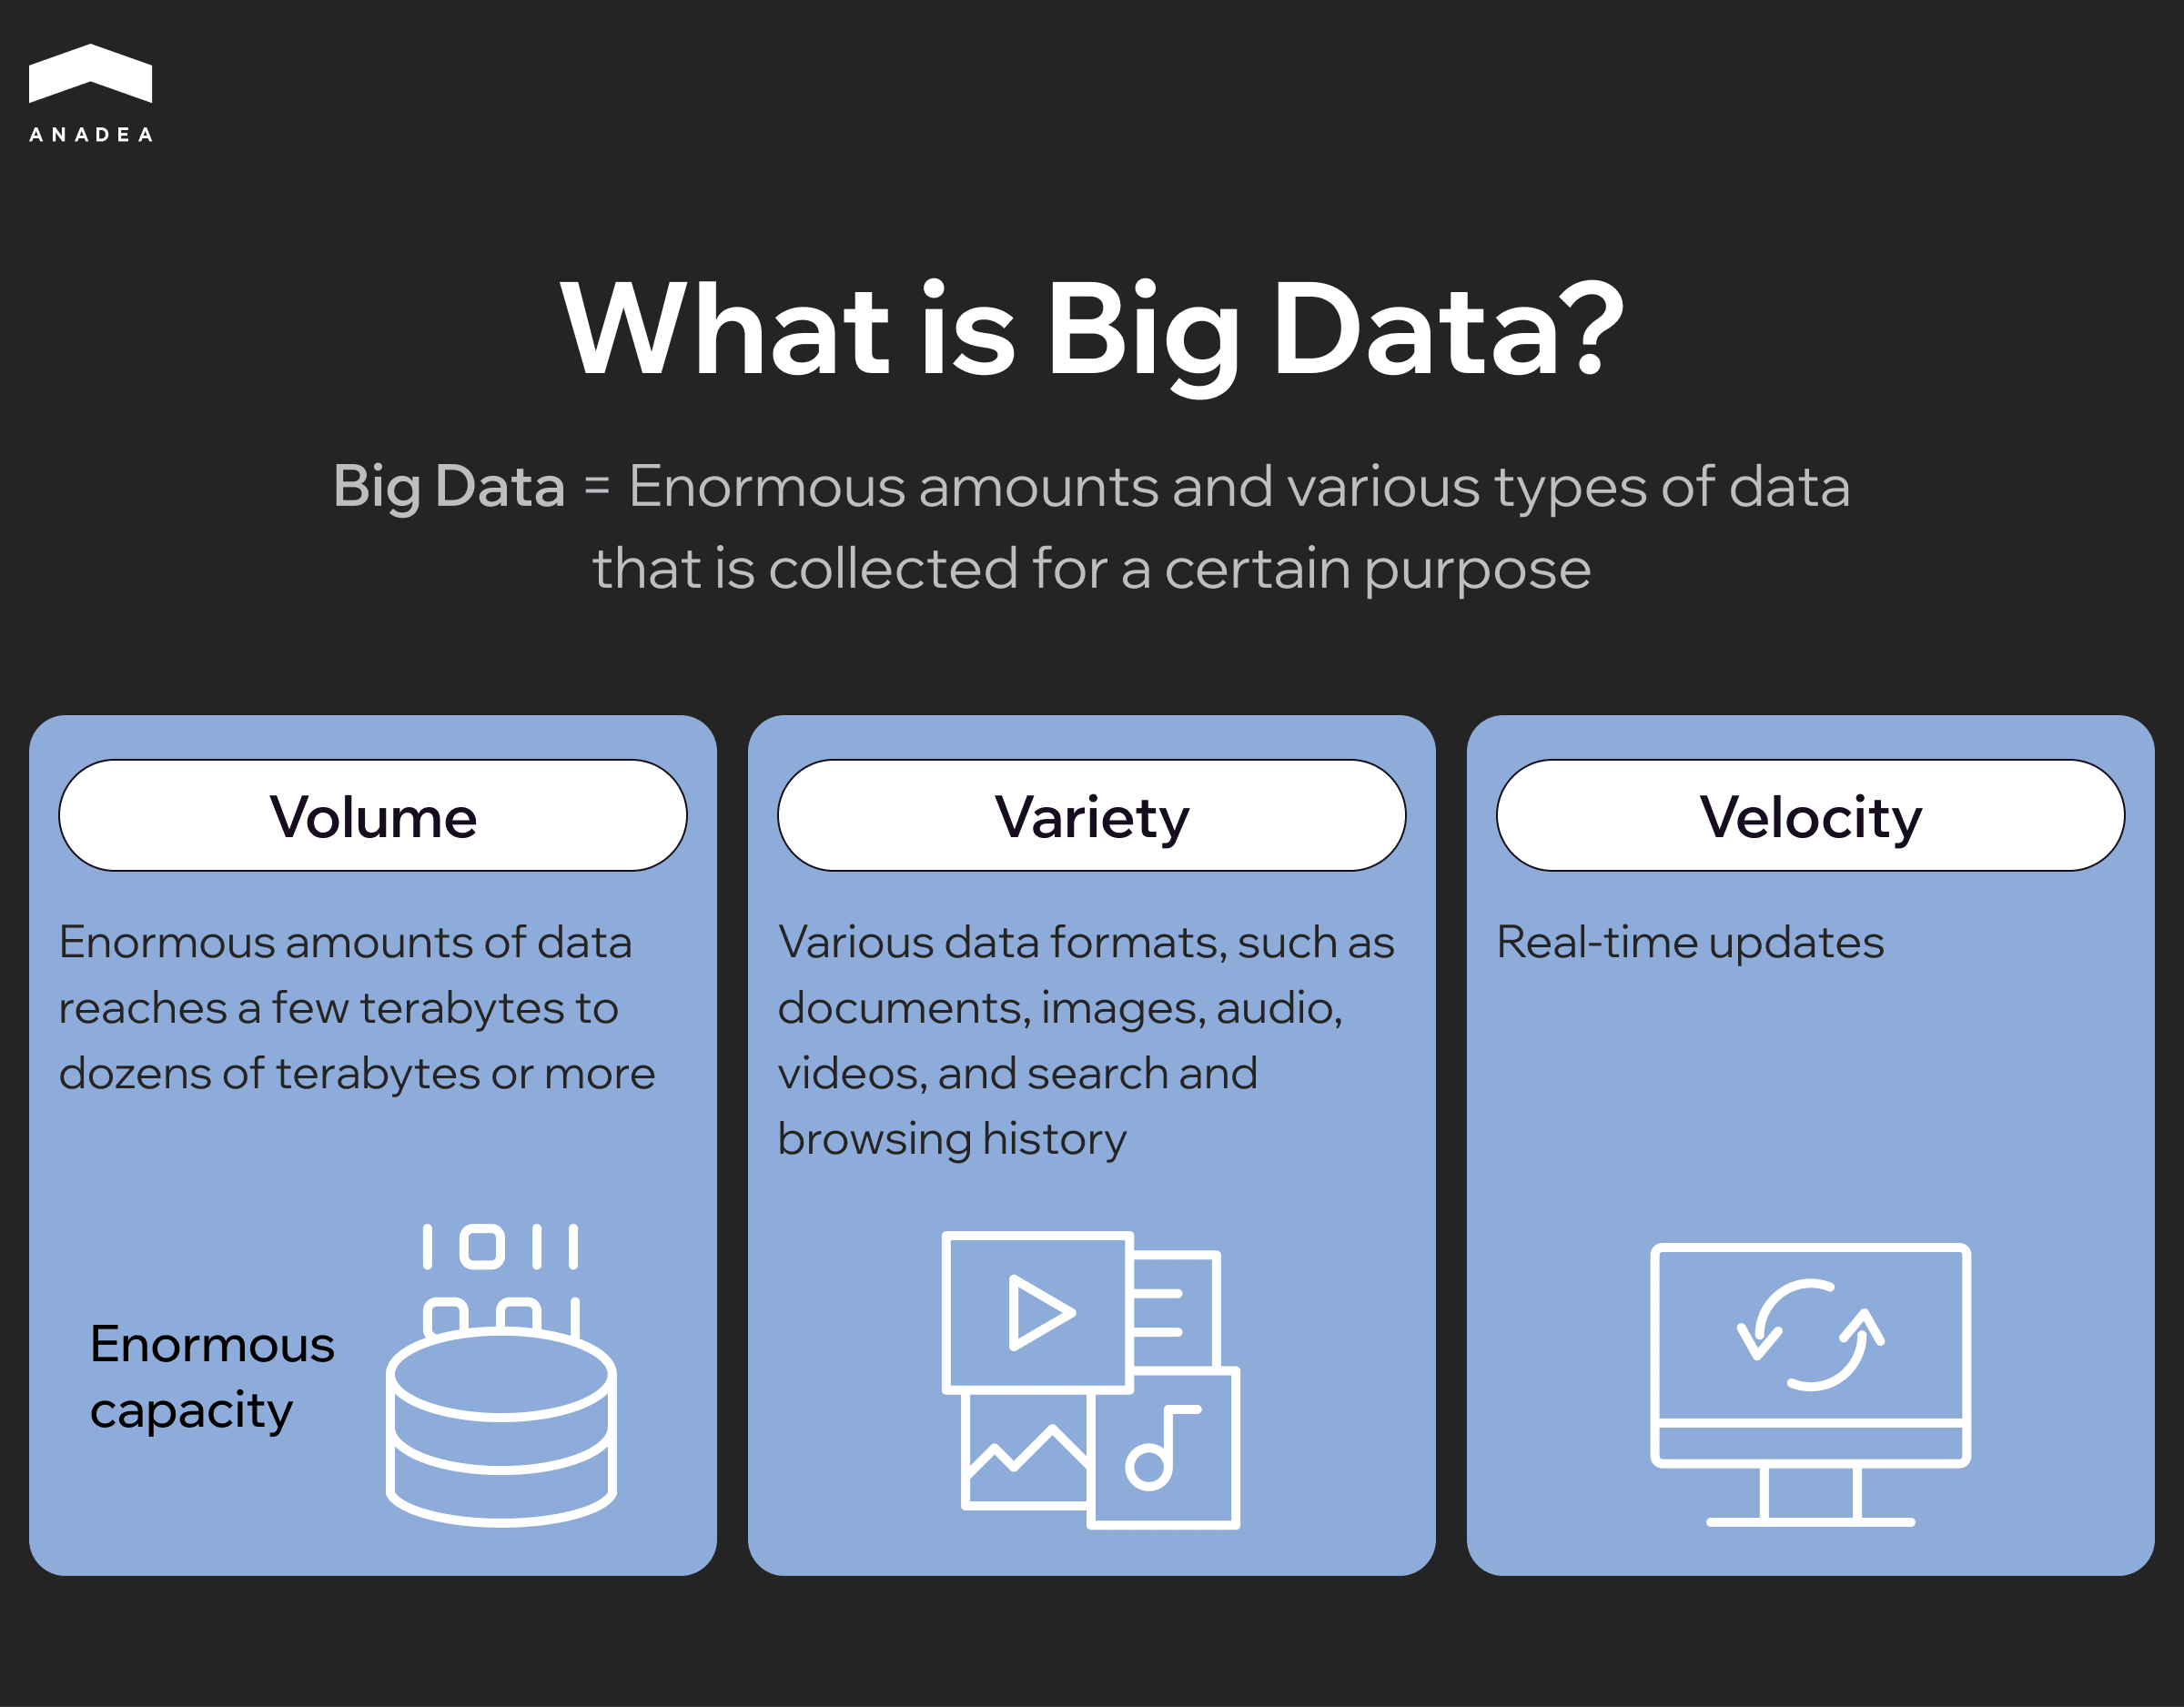 ANADEA
What is Big Data?
Big Data = Enormous amounts and various types of data
that is collected for a certain purpose
Volume
Enormous amounts of data
reaches a few terabytes to
dozens of terabytes or more
Enormous
capacity
Variety
Various data formats, such as
documents, images, audio,
videos, and search and
browsing history
Velocity
Real-time updates